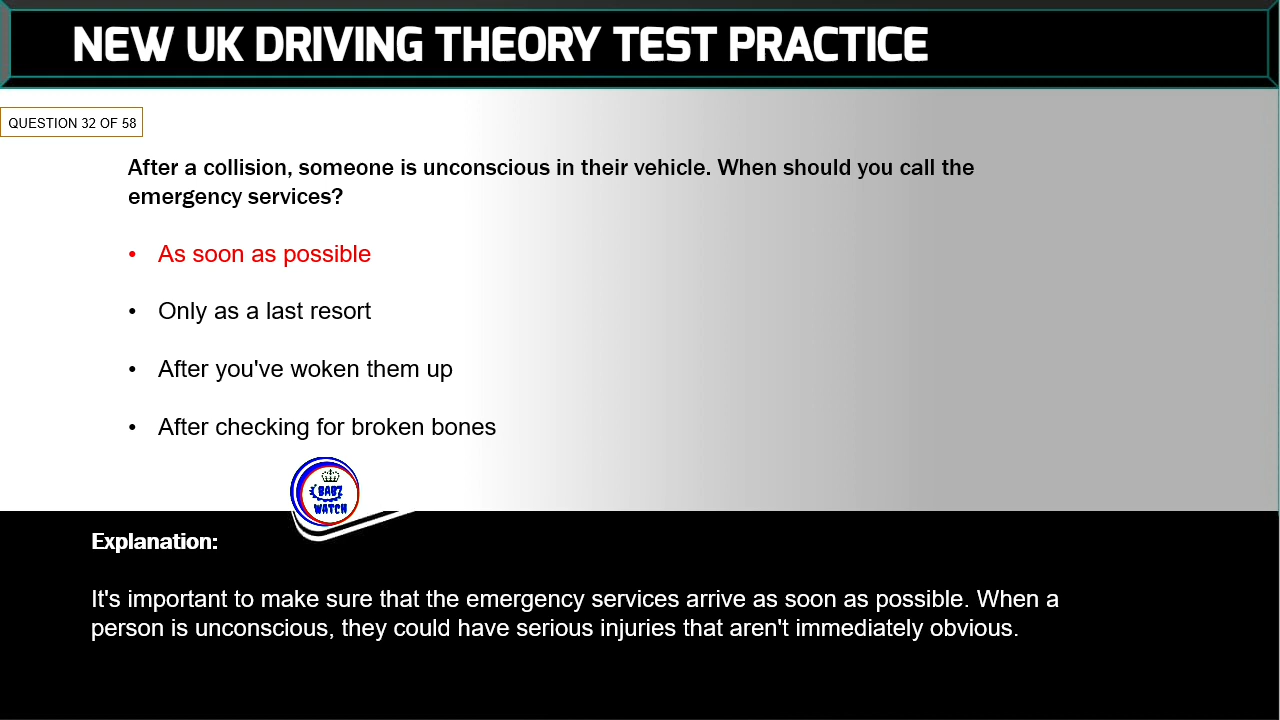 NEW UK DRIVING THEORY TEST PRACTICE
QUESTION 32 OF 58
After a collision, someone is unconscious in their vehicle. When should you call the
emergency services?
• As soon as possible
• Only as a last resort
• After you've woken them up
• After checking for broken bones
BABZ
WATCH
Explanation:
It's important to make sure that the emergency services arrive as soon as possible. When a
person is unconscious, they could have serious injuries that aren't immediately obvious.